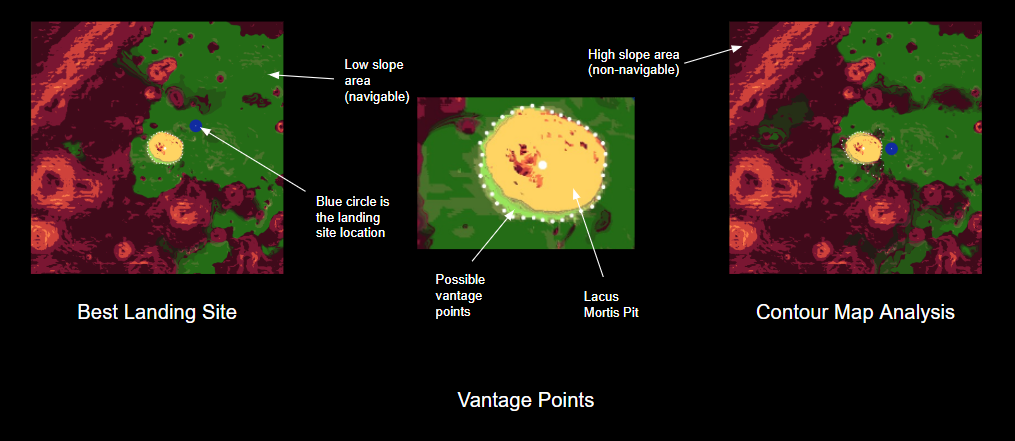 Low slope
area
(navigable)
High slope area
(non-navigable)
Blue circle is
the landing
site location
Possible
vantage
points
Lacus
Mortis Pit
Best Landing Site
Contour Map Analysis
Vantage Points